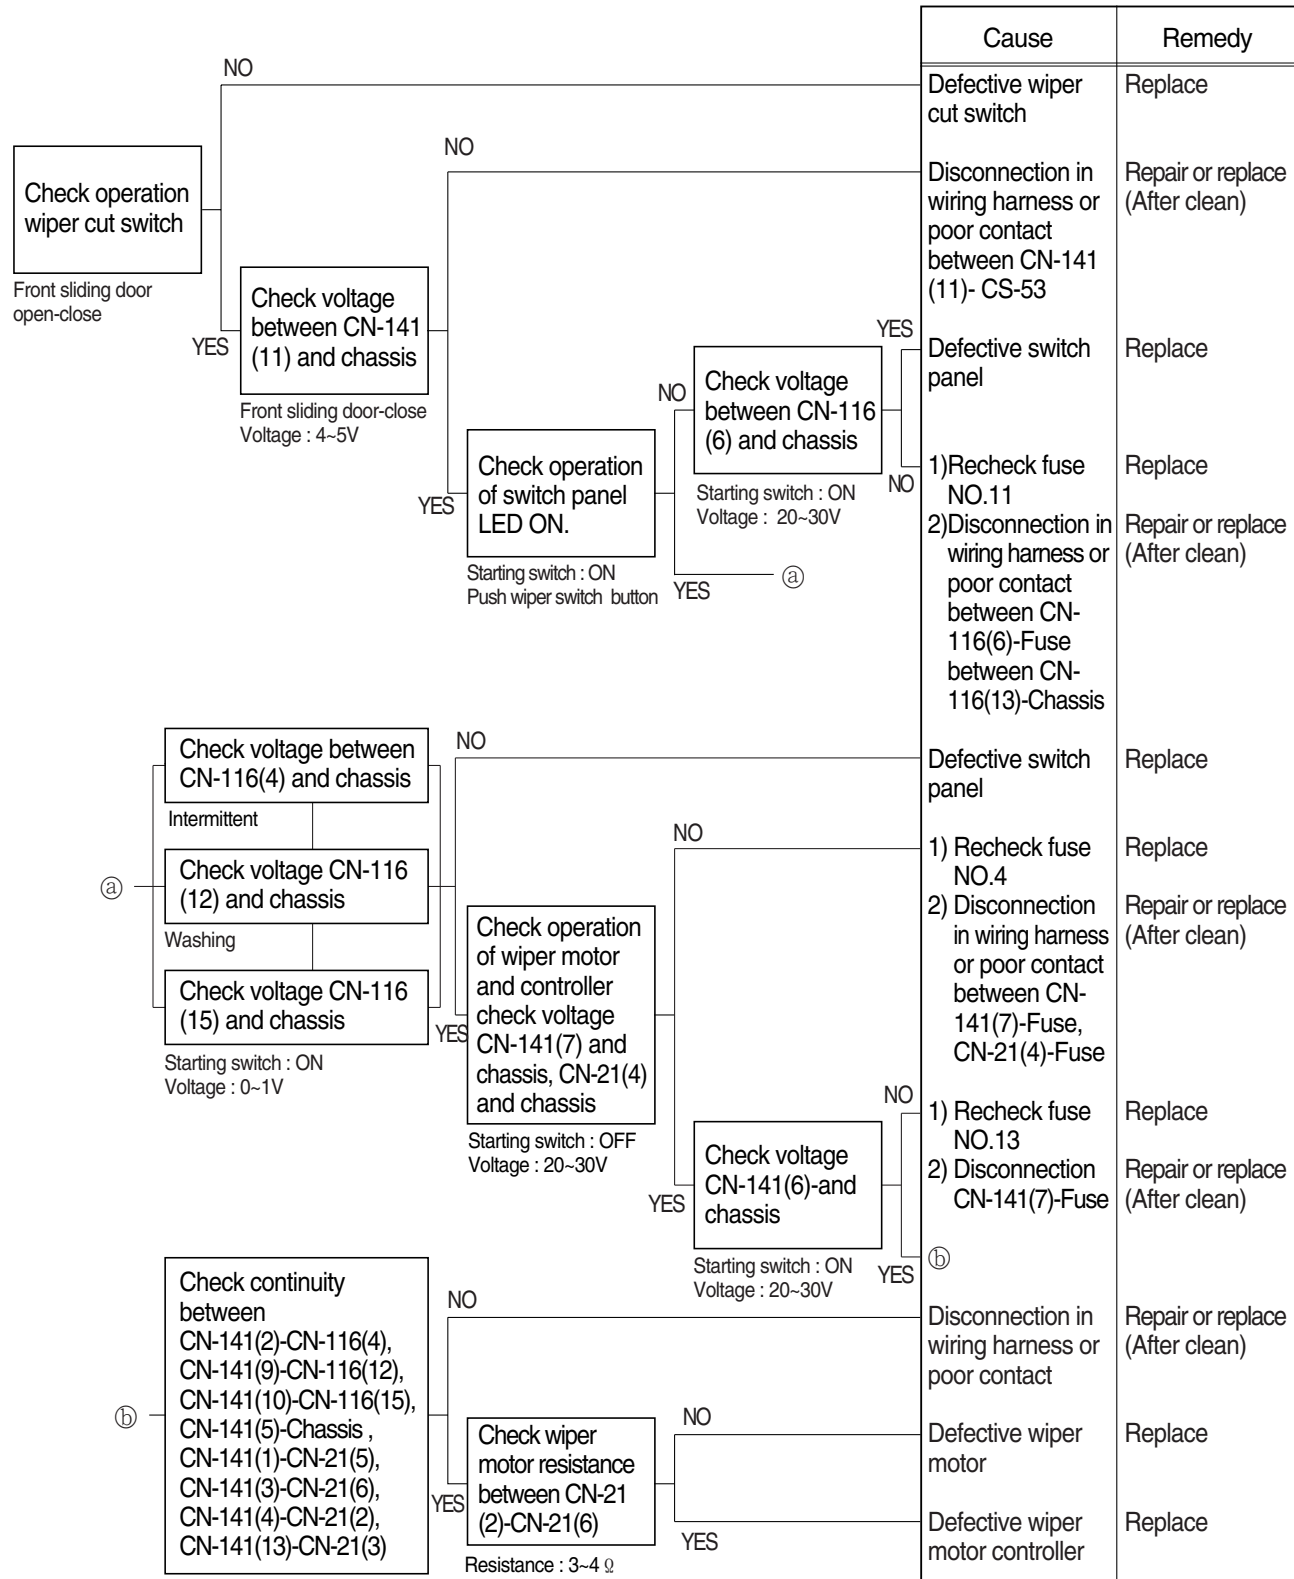 Cause
Remedy
NO
Defective wiper
cut switch
Replace
Check operation
wiper cut switch
Front sliding door
open-close
NO
Disconnection in
wiring harness or
poor contact
between CN-141
(11)- CS-53
Repair or replace
(After clean)
YES
Check voltage
between CN-141
(11) and chassis
Front sliding door-close
Voltage : 4~5V
YES
Check operation
of switch panel
LED ON.
Starting switch : ON
Push wiper switch button
NO
Check voltage
between CN-116
(6) and chassis
Starting switch : ON
Voltage : 20~30V
YES
Defective switch
panel
Replace
NO
1)Recheck fuse
NO.11
Replace
2)Disconnection in
wiring harness or
poor contact
between CN-
116(6)-Fuse
between CN-
116(13)-Chassis
Repair or replace
(After clean)
YES
ⓐ
ⓐ
Check voltage between
CN-116(4) and chassis
Intermittent
Check voltage CN-116
(12) and chassis
Washing
Check voltage CN-116
(15) and chassis
Starting switch : ON
Voltage : 0~1V
NO
Defective switch
panel
Replace
YES
Check operation
of wiper motor
and controller
check voltage
CN-141(7) and
chassis, CN-21(4)
and chassis
Starting switch : OFF
Voltage : 20~30V
NO
1) Recheck fuse
NO.4
Replace
2) Disconnection
in wiring harness
or poor contact
between CN-
141(7)-Fuse,
CN-21(4)-Fuse
Repair or replace
(After clean)
YES
Check voltage
CN-141(6)-and
chassis
Starting switch : ON
Voltage : 20~30V
NO
1) Recheck fuse
NO.13
Replace
2) Disconnection
CN-141(7)-Fuse
Repair or replace
(After clean)
YES
ⓑ
ⓑ
Check continuity
between
CN-141(2)-CN-116(4),
CN-141(9)-CN-116(12),
CN-141(10)-CN-116(15),
CN-141(5)-Chassis ,
CN-141(1)-CN-21(5),
CN-141(3)-CN-21(6),
CN-141(4)-CN-21(2),
CN-141(13)-CN-21(3)
NO
Disconnection in
wiring harness or
poor contact
Repair or replace
(After clean)
YES
Check wiper
motor resistance
between CN-21
(2)-CN-21(6)
Resistance : 3~4 Ω
NO
Defective wiper
motor
Replace
YES
Defective wiper
motor controller
Replace